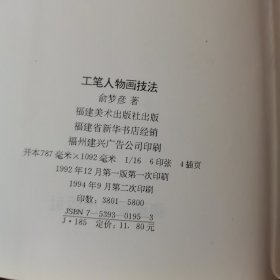 工笔人物画技法
俞梦彦 著
福建美术出版社出版
福建省新华书店经销
福州建兴广告公司印刷
开本787毫米×1092毫米 1/16 6印张 4插页
1992年12月第一版第一次印刷
1994年9月第二次印刷
印数：3801—5800
ISBN 7—5393—0195—3
J·185 定价：11.80元